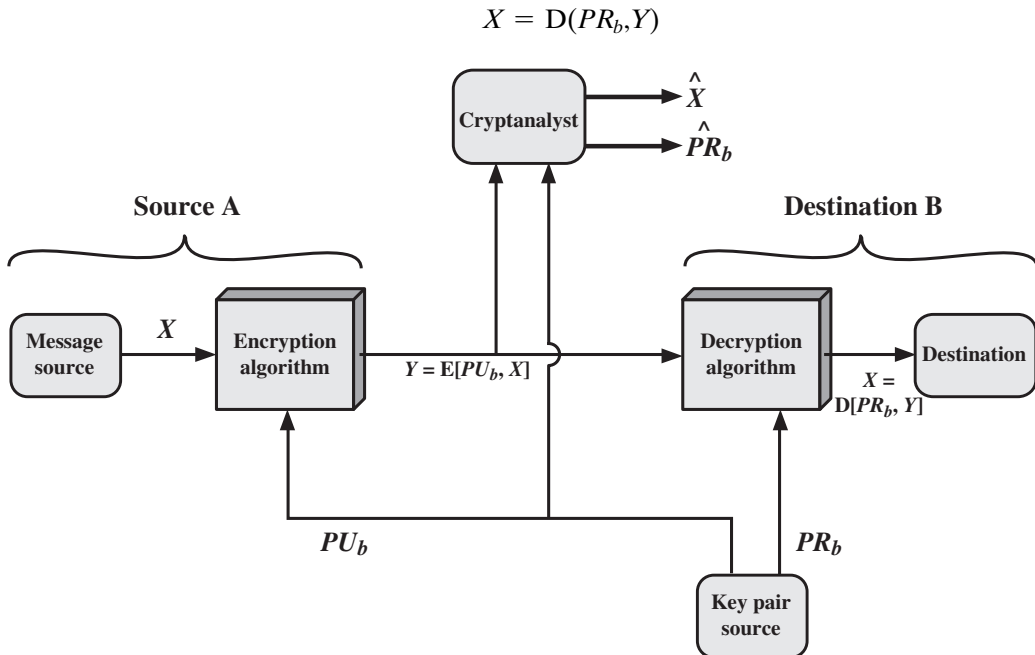 X = D(PR_b,Y)
X̂
Cryptanalyst
P̂R_b
Source A
Destination B
Message
source
X
Encryption
algorithm
Y = E[PU_b, X]
Decryption
algorithm
X =
D[PR_b, Y]
Destination
PU_b
PR_b
Key pair
source